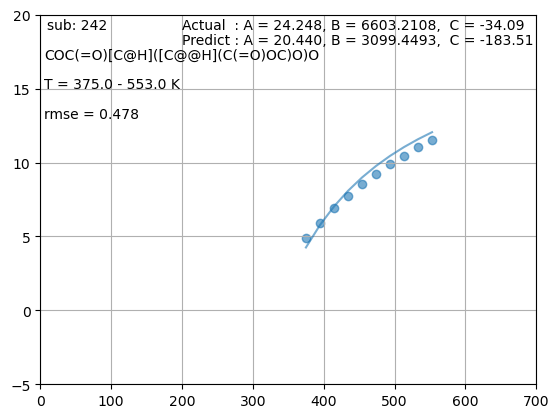 sub: 242
Actual  : A = 24.248, B = 6603.2108,  C = -34.09
Predict : A = 20.440, B = 3099.4493,  C = -183.51
COC(=O)[C@H]([C@@H](C(=O)OC)O)O
T = 375.0 - 553.0 K
rmse = 0.478
20
15
10
5
0
−5
0 100 200 300 400 500 600 700